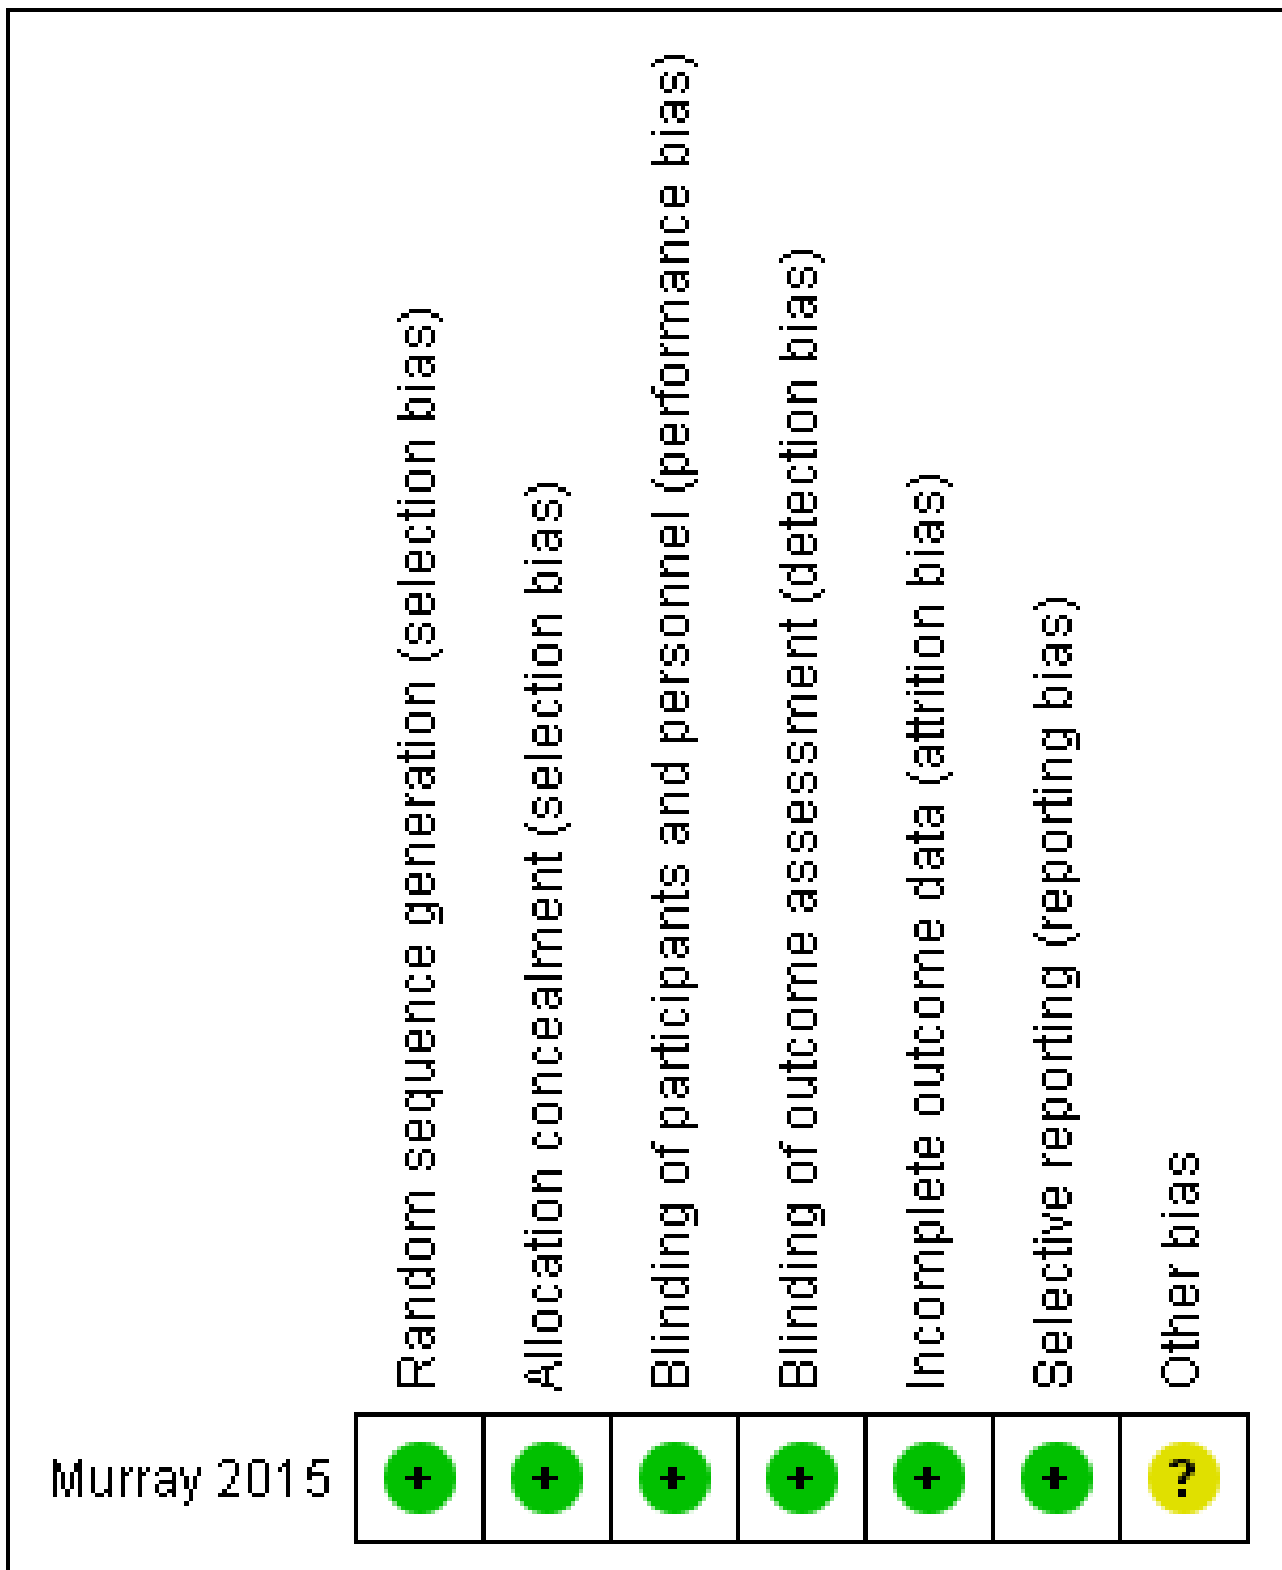 Random sequence generation (selection bias)
Allocation concealment (selection bias)
Blinding of participants and personnel (performance bias)
Blinding of outcome assessment (detection bias)
Incomplete outcome data (attrition bias)
Selective reporting (reporting bias)
Other bias
Murray 2015 + + + + + + ?